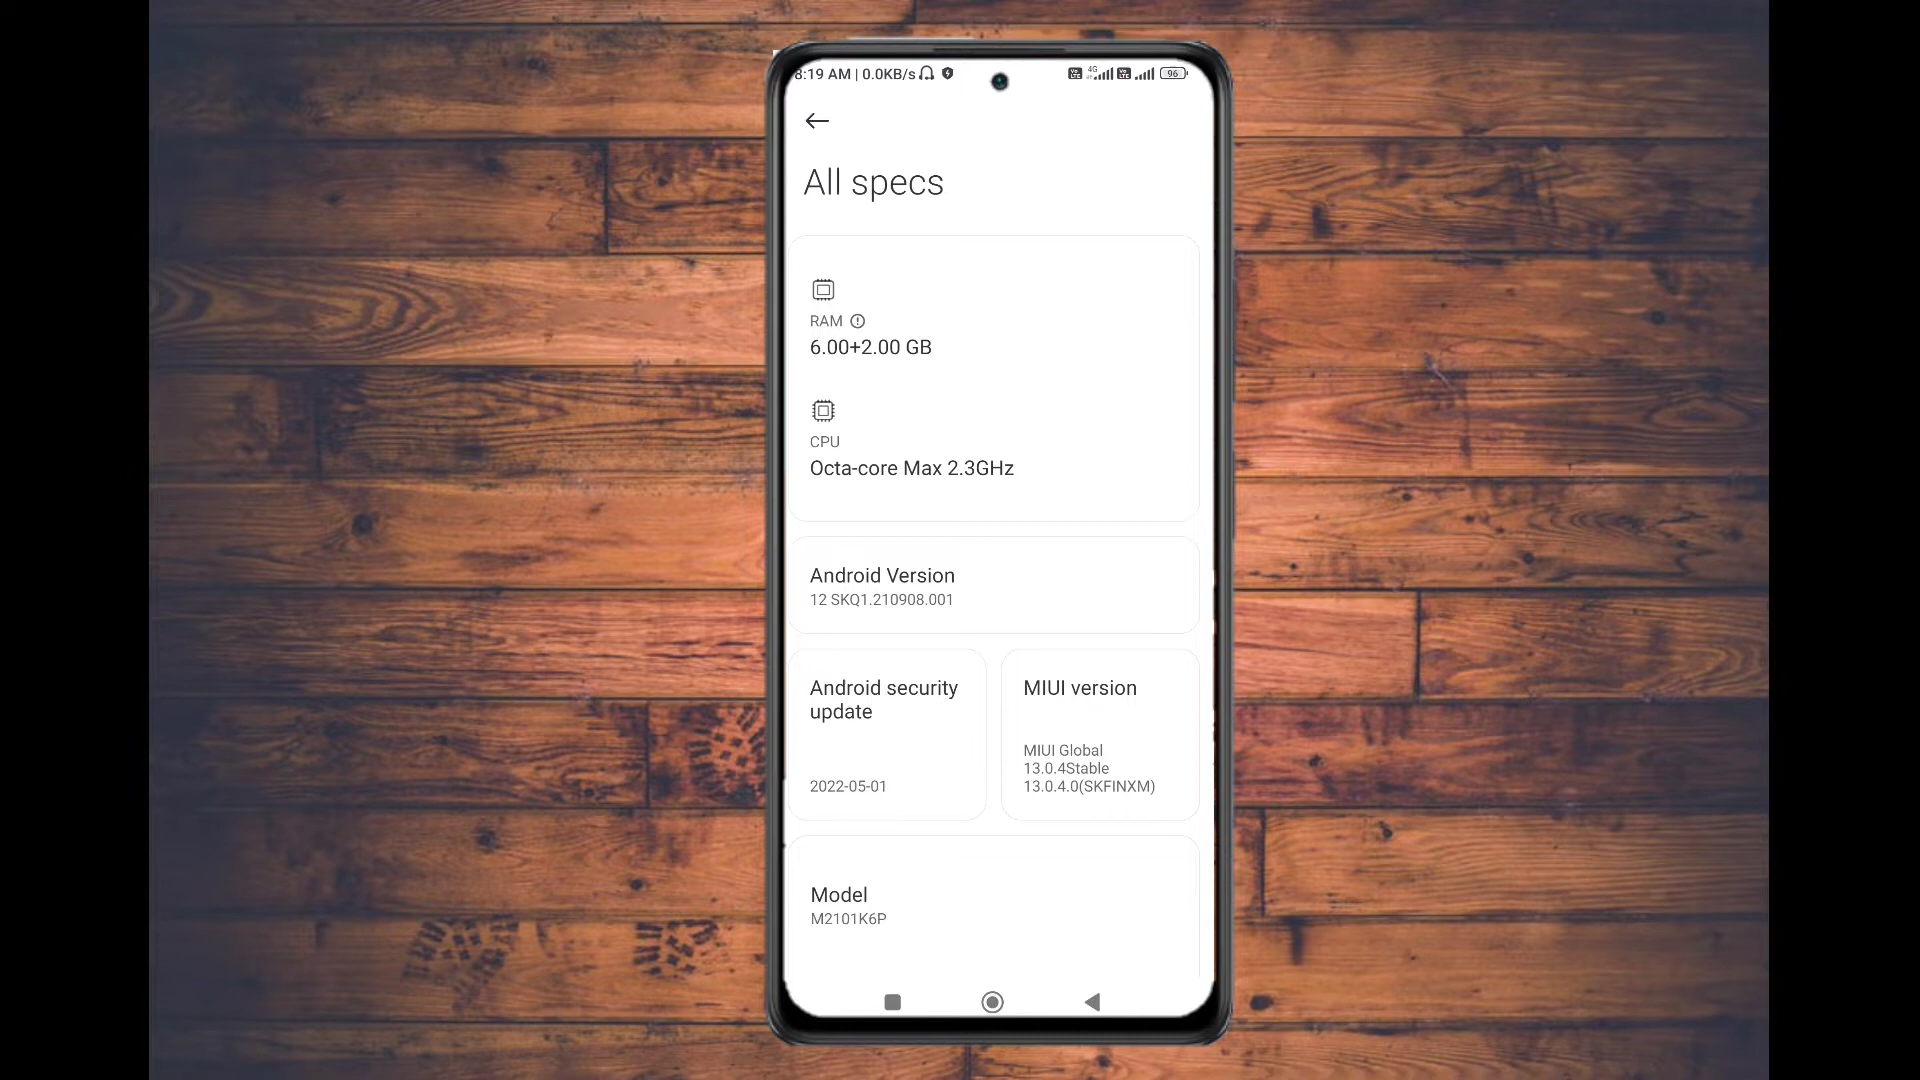 8:19 AM | 0.0KB/s
4G
96
All specs
RAM
6.00+2.00 GB
CPU
Octa-core Max 2.3GHz
Android Version
12 SKQ1.210908.001
Android security
update
2022-05-01
MIUI version
MIUI Global
13.0.4Stable
13.0.4.0(SKFINXM)
Model
M2101K6P